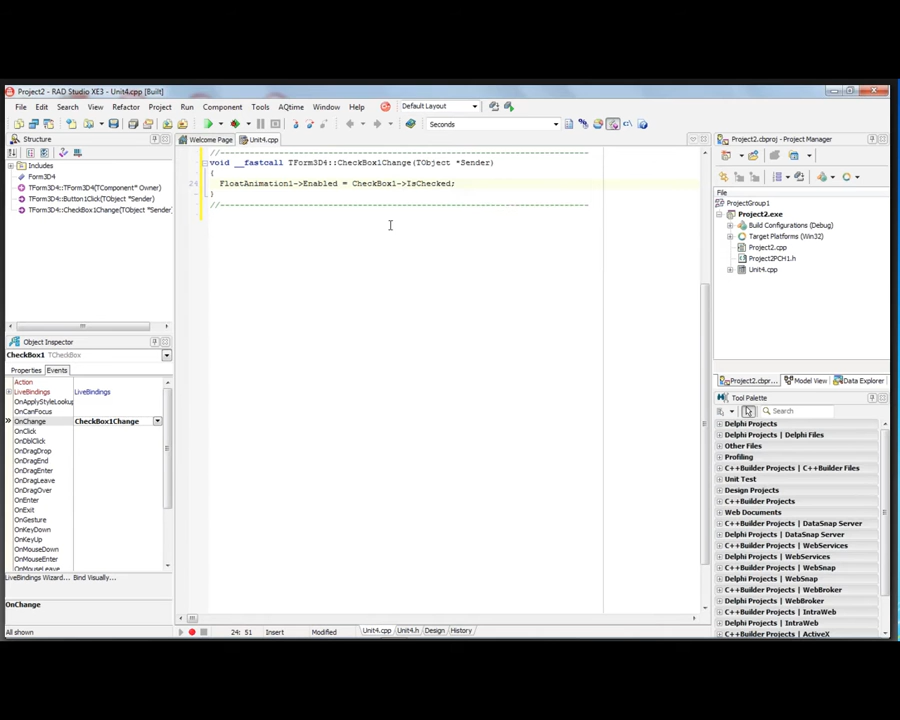 Project2 - RAD Studio XE3 - Unit4.cpp [Built]
File Edit Search View Refactor Project Run Component Tools AQtime Window Help
Default Layout
Seconds
Structure
Includes
Form3D4
TForm3D4::TForm3D4(TComponent* Owner)
TForm3D4::Button1Click(TObject *Sender)
TForm3D4::CheckBox1Change(TObject *Sender
Object Inspector
CheckBox1 TCheckBox
Properties Events
Action
LiveBindings LiveBindings
OnApplyStyleLookup
OnCanFocus
OnChange CheckBox1Change
OnClick
OnDblClick
OnDragDrop
OnDragEnd
OnDragEnter
OnDragLeave
OnDragOver
OnEnter
OnExit
OnGesture
OnKeyDown
OnKeyUp
OnMouseDown
OnMouseEnter
OnMouseLeave
LiveBindings Wizard... Bind Visually...
OnChange
All shown
Welcome Page Unit4.cpp
//---------------------------------------------------------------------------
void __fastcall TForm3D4::CheckBox1Change(TObject *Sender)
{
24 FloatAnimation1->Enabled = CheckBox1->IsChecked;
}
//---------------------------------------------------------------------------
24: 51 Insert Modified Unit4.cpp Unit4.h Design History
Project2.cbproj - Project Manager
File
ProjectGroup1
Project2.exe
Build Configurations (Debug)
Target Platforms (Win32)
Project2.cpp
Project2PCH1.h
Unit4.cpp
Project2.cbpr... Model View Data Explorer
Tool Palette
Search
Delphi Projects
Delphi Projects | Delphi Files
Other Files
Profiling
C++Builder Projects | C++Builder Files
Unit Test
Design Projects
C++Builder Projects
Web Documents
C++Builder Projects | DataSnap Server
Delphi Projects | DataSnap Server
C++Builder Projects | WebServices
Delphi Projects | WebServices
C++Builder Projects | WebSnap
Delphi Projects | WebSnap
C++Builder Projects | WebBroker
Delphi Projects | WebBroker
C++Builder Projects | IntraWeb
Delphi Projects | IntraWeb
C++Builder Projects | ActiveX